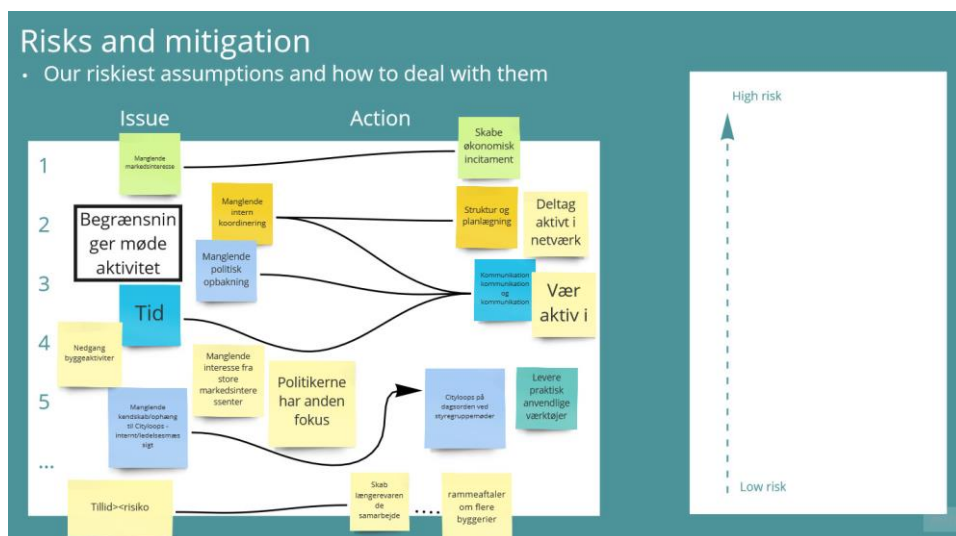 Risks and mitigation
• Our riskiest assumptions and how to deal with them
Issue
Action
High risk
1
Manglende
markedsinteresse
Skabe
økonomisk
incitament
2
Begrænsnin
ger møde
aktivitet
Manglende
intern
koordinering
Struktur og
planlægning
Deltag
aktivt i
netværk
3
Manglende
politisk
opbakning
Kommunikation
kommunikation
og
kommunikation
Vær
aktiv i
Tid
4
Nedgang
byggeaktiviter
Manglende
interesse fra
store
markedsintere
ssenter
Politikerne
har anden
fokus
5
Manglende
kendskab/ophæng
til Cityloops -
internt/ledelsesmæs
sigt
Cityloops på
dagsorden ved
styregruppemøder
Levere
praktisk
anvendlige
værktøjer
...
Low risk
Tillid><risiko
Skab
længerevaren
de
samarbejde
....
rammeaftaler
om flere
byggerier